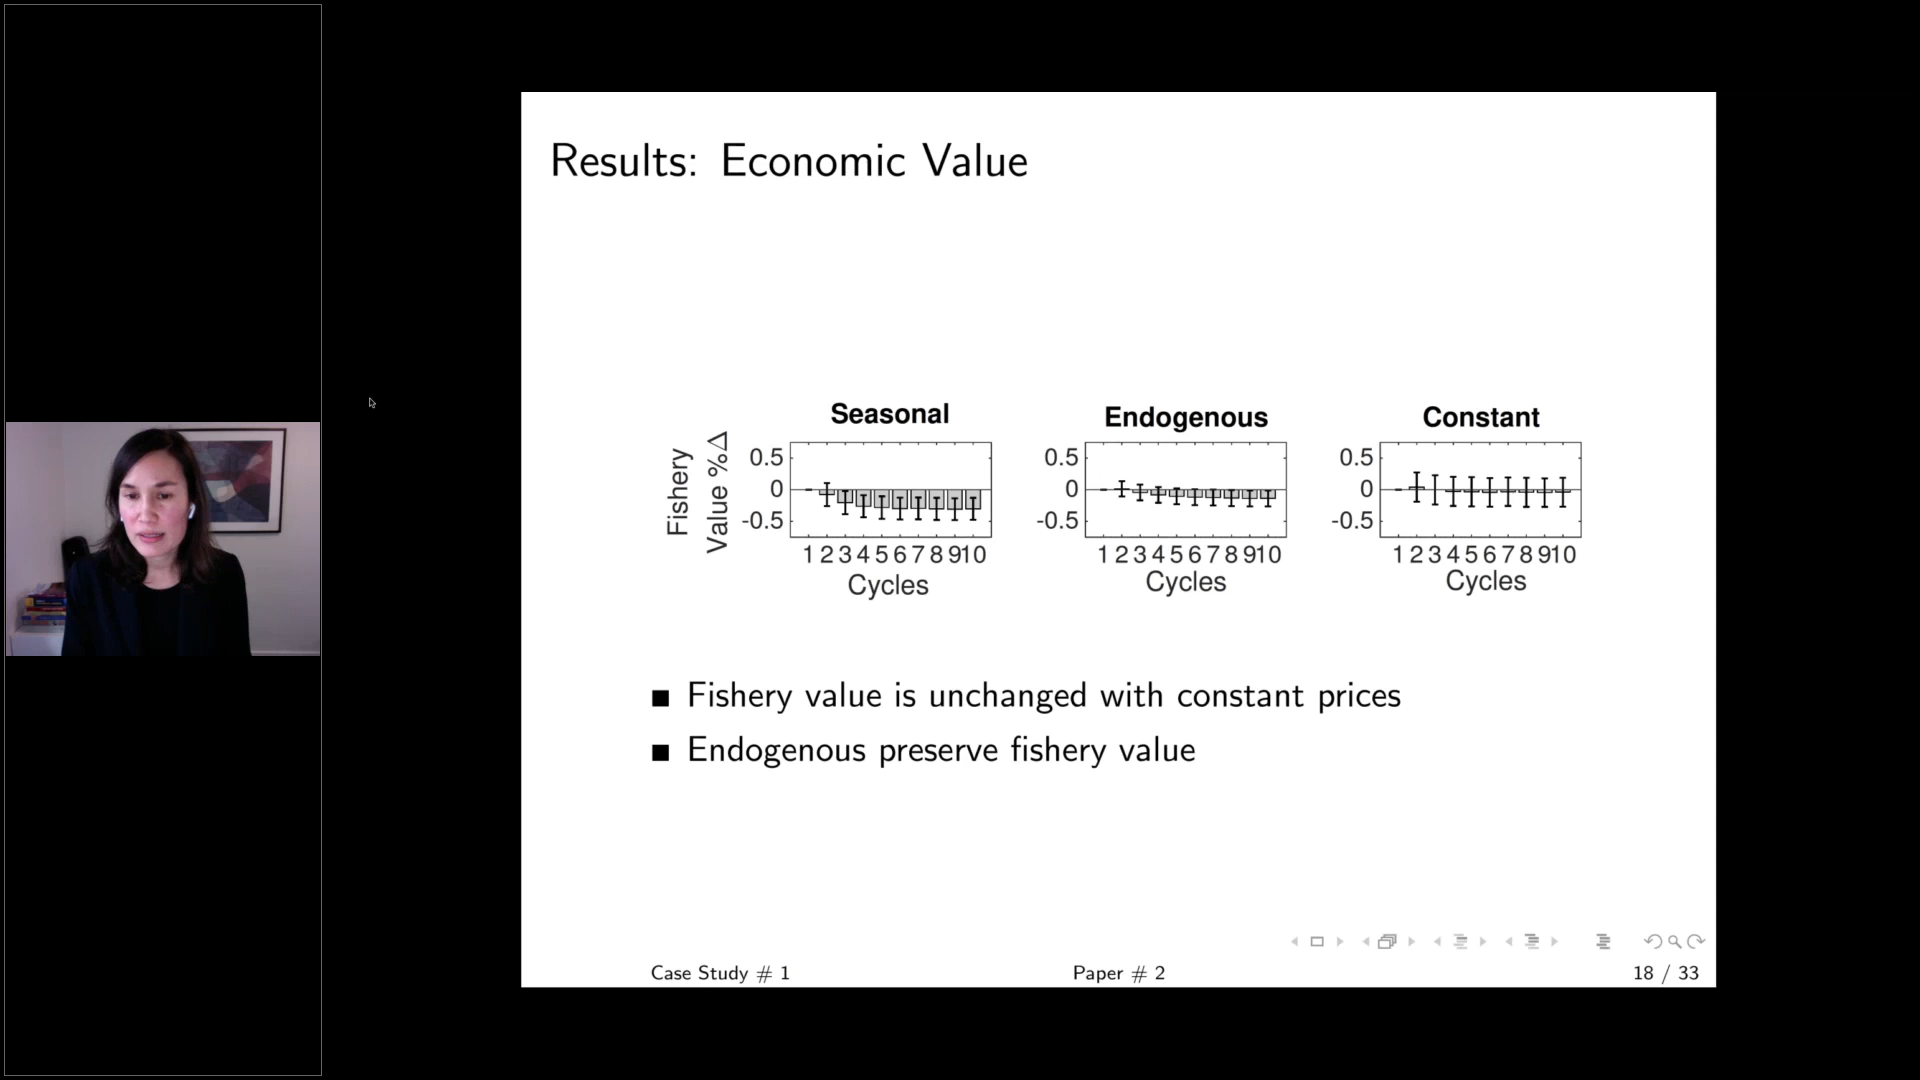 Results: Economic Value
Seasonal
Endogenous
Constant
Fishery
Value %Δ
0.5
0
-0.5
0.5
0
-0.5
0.5
0
-0.5
1 2 3 4 5 6 7 8 9 10
1 2 3 4 5 6 7 8 9 10
1 2 3 4 5 6 7 8 9 10
Cycles
Cycles
Cycles
Fishery value is unchanged with constant prices
Endogenous preserve fishery value
Case Study # 1
Paper # 2
18 / 33